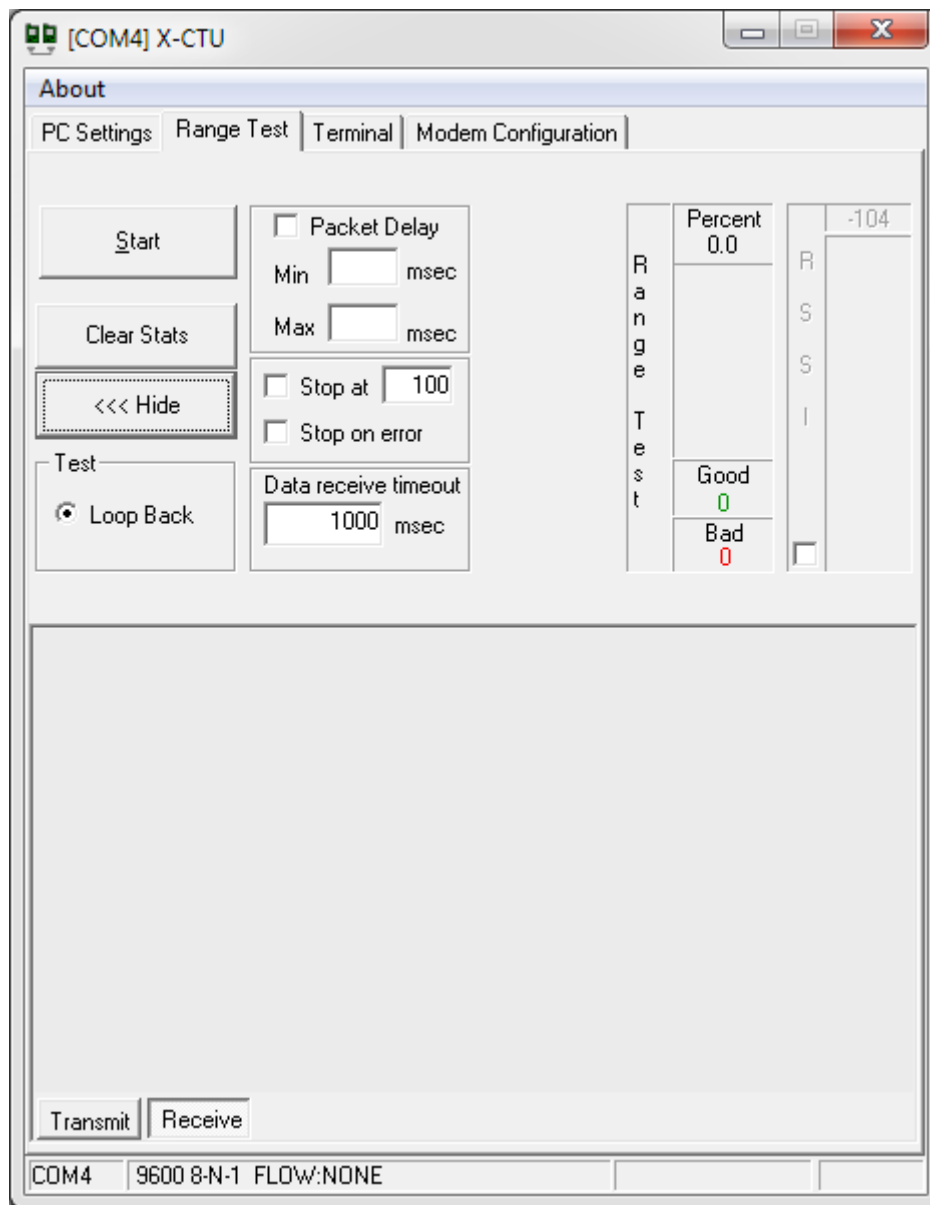 [COM4] X-CTU
About
PC Settings Range Test Terminal Modem Configuration
Start
Clear Stats
<<< Hide
Test
Loop Back
Packet Delay
Min msec
Max msec
Stop at 100
Stop on error
Data receive timeout
1000 msec
Range Test
Percent
0.0
Good
0
Bad
0
RSSI
-104
Transmit Receive
COM4 9600 8-N-1 FLOW:NONE